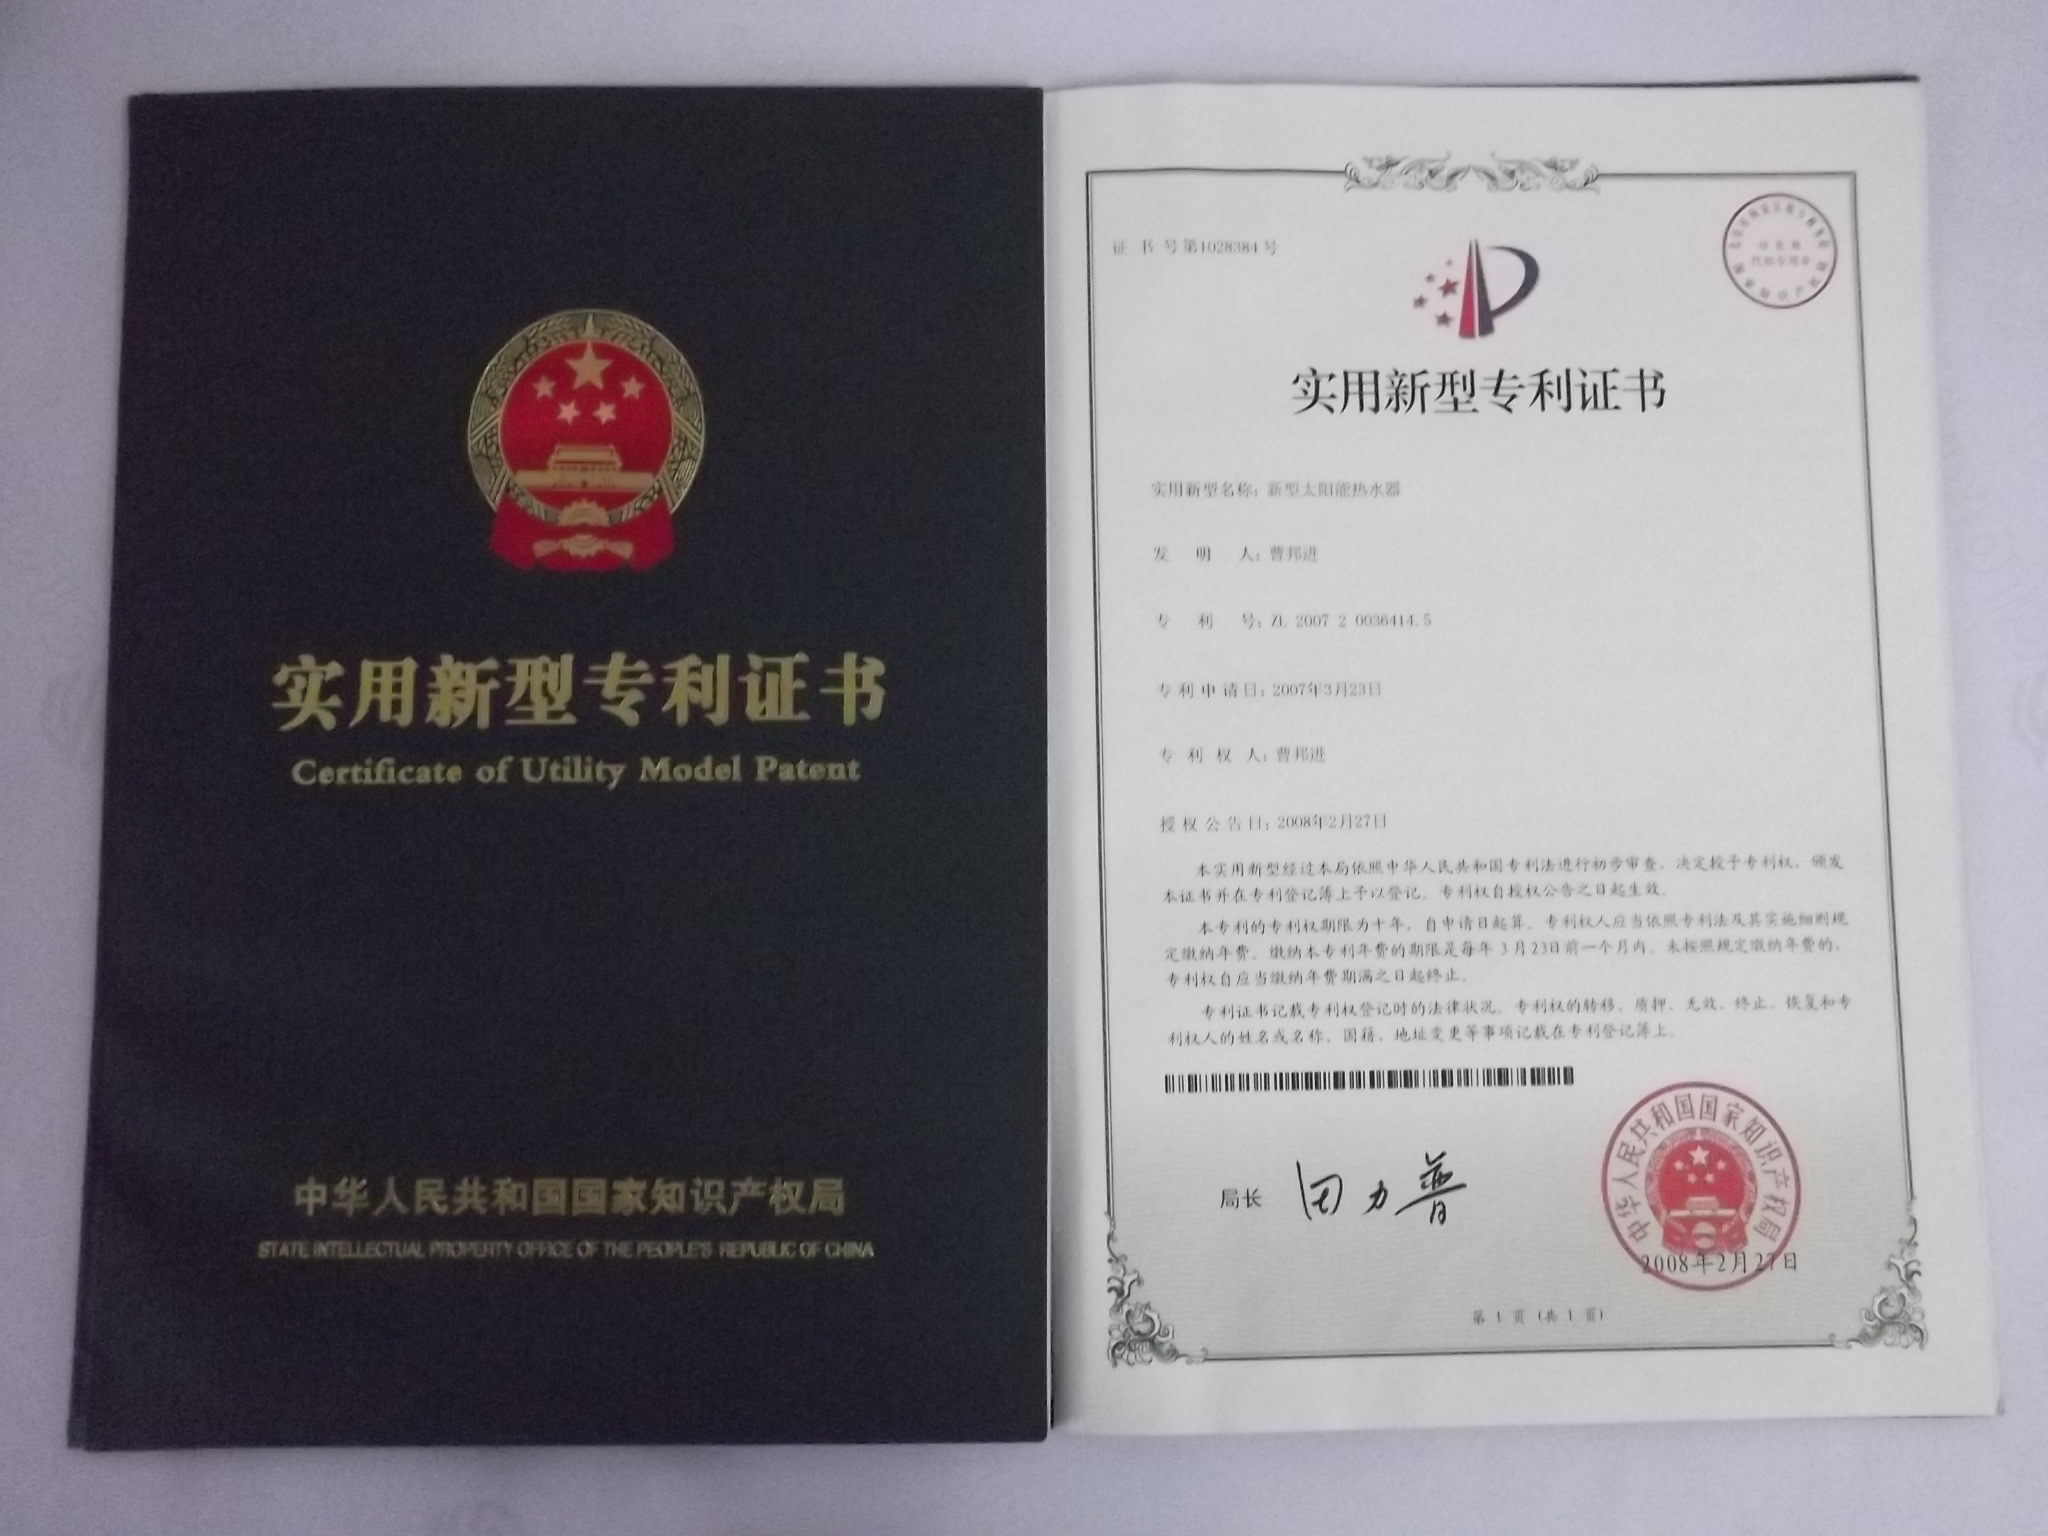 实用新型专利证书
Certificate of Utility Model Patent
中华人民共和国国家知识产权局
STATE INTELLECTUAL PROPERTY OFFICE OF THE PEOPLE'S REPUBLIC OF CHINA
证 书 号第1028384号
实用新型专利证书
实用新型名称：新型太阳能热水器
发 明 人：曹邦进
专 利 号：ZL 2007 2 0036414.5
专利申请日：2007年3月23日
专 利 权 人：曹邦进
授权公告日：2008年2月27日
本实用新型经过本局依照中华人民共和国专利法进行初步审查，决定授予专利权，颁发
本证书并在专利登记簿上予以登记。专利权自授权公告之日起生效。
本专利的专利权期限为十年，自申请日起算。专利权人应当依照专利法及其实施细则规
定缴纳年费。缴纳本专利年费的期限是每年 3月23日前一个月内。未按照规定缴纳年费的，
专利权自应当缴纳年费期满之日起终止。
专利证书记载专利权登记时的法律状况。专利权的转移、质押、无效、终止、恢复和专
利权人的姓名或名称、国籍、地址变更等事项记载在专利登记簿上。
局长 田力普
中华人民共和国国家知识产权局
2008年2月27日
第 1 页 (共 1 页)